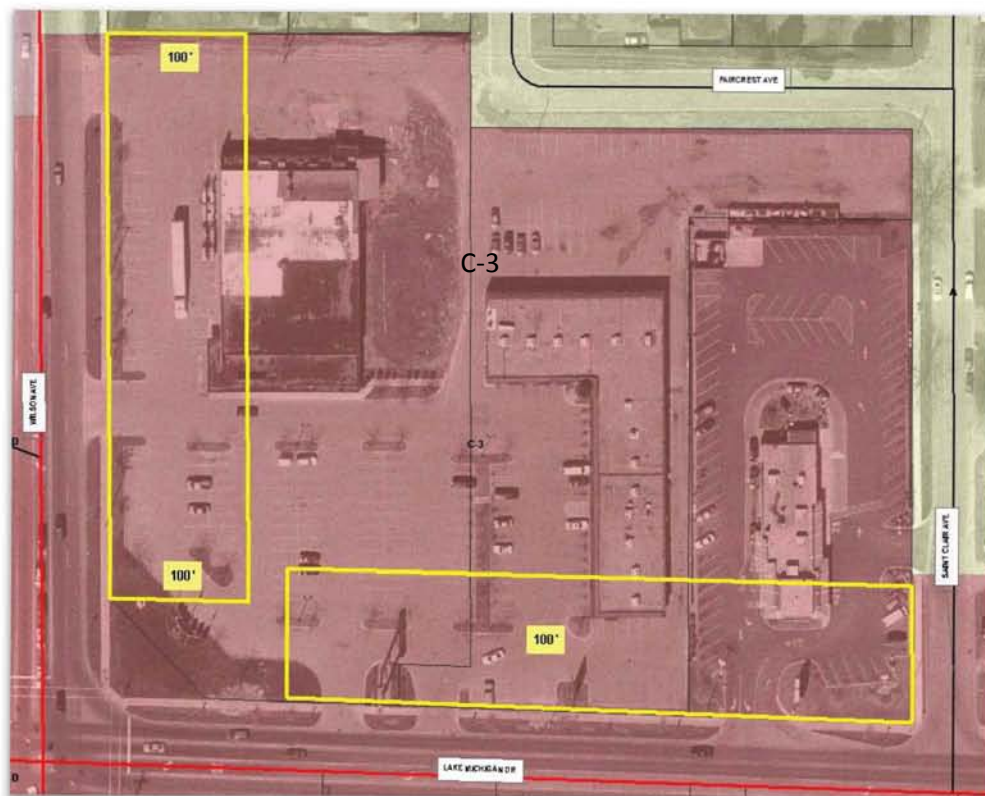 100'
FAIRCREST AVE.
C-3
WILSON AVE.
C-3
SAINT CLAIR AVE.
100'
100'
LAKE MICHIGAN DR